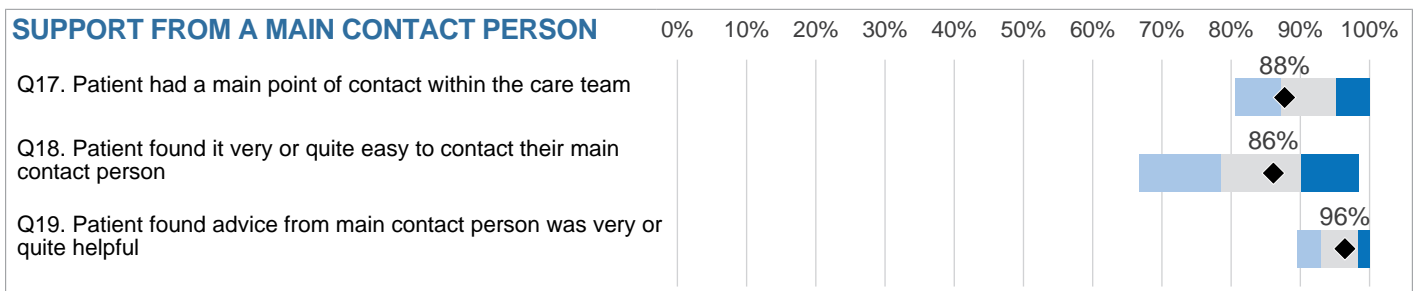 SUPPORT FROM A MAIN CONTACT PERSON 0% 10% 20% 30% 40% 50% 60% 70% 80% 90% 100%
Q17. Patient had a main point of contact within the care team 88%
Q18. Patient found it very or quite easy to contact their main 86%
contact person
Q19. Patient found advice from main contact person was very or 96%
quite helpful